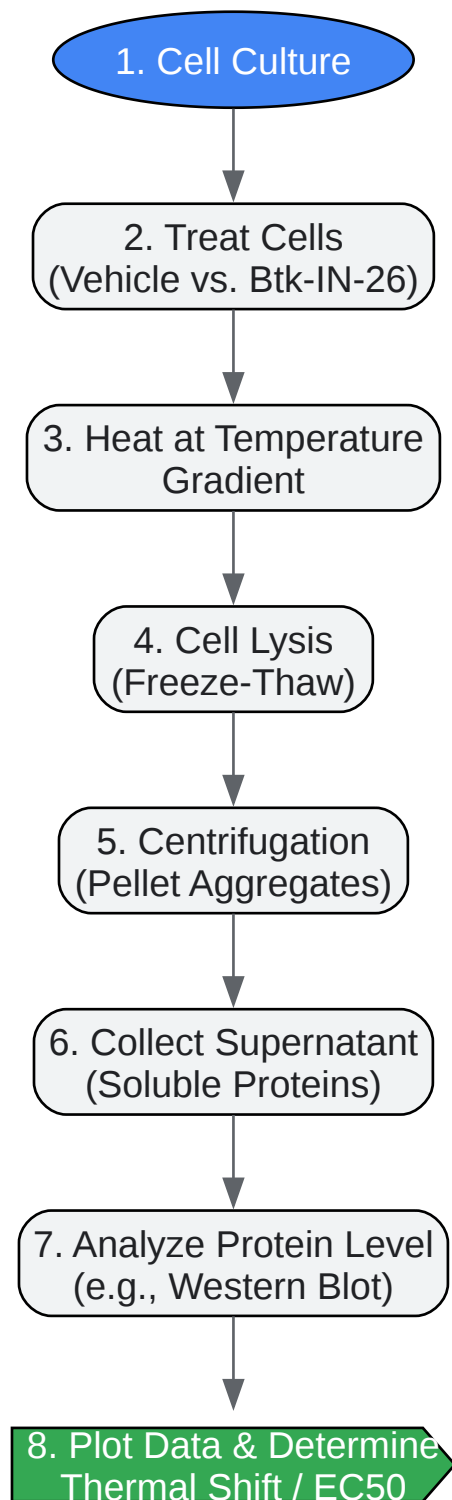 1. Cell Culture
2. Treat Cells
(Vehicle vs. Btk-IN-26)
3. Heat at Temperature
Gradient
4. Cell Lysis
(Freeze-Thaw)
5. Centrifugation
(Pellet Aggregates)
6. Collect Supernatant
(Soluble Proteins)
7. Analyze Protein Level
(e.g., Western Blot)
8. Plot Data & Determine
Thermal Shift / EC50